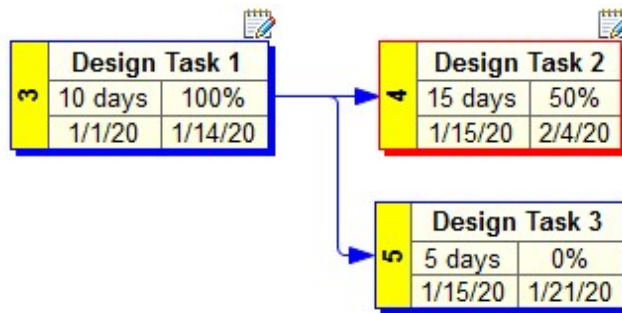 Design Task 1
3
10 days 100%
1/1/20 1/14/20
Design Task 2
4
15 days 50%
1/15/20 2/4/20
Design Task 3
5
5 days 0%
1/15/20 1/21/20